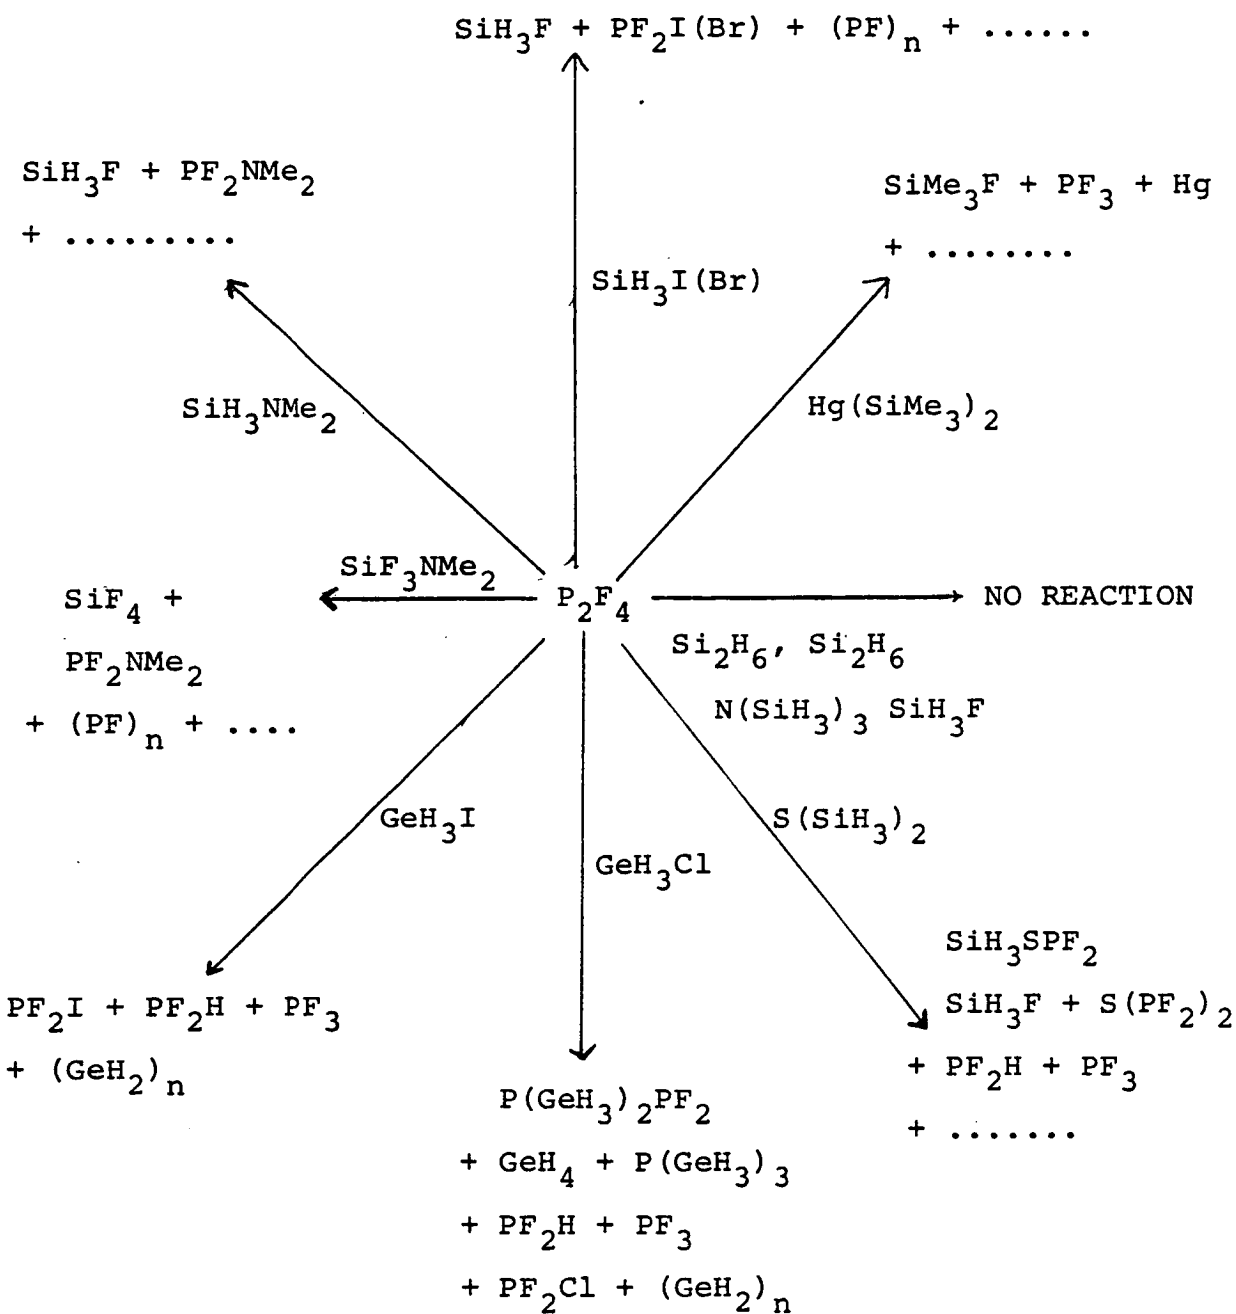 SiH₃F + PF₂I(Br) + (PF)ₙ + ......
SiH₃F + PF₂NMe₂
+ .........
SiMe₃F + PF₃ + Hg
+ ........
SiH₃I(Br)
SiH₃NMe₂
Hg(SiMe₃)₂
SiF₃NMe₂
SiF₄ +
PF₂NMe₂
+ (PF)ₙ + ....
P₂F₄
NO REACTION
Si₂H₆, Si₂H₆
N(SiH₃)₃ SiH₃F
GeH₃I
GeH₃Cl
S(SiH₃)₂
PF₂I + PF₂H + PF₃
+ (GeH₂)ₙ
P(GeH₃)₂PF₂
+ GeH₄ + P(GeH₃)₃
+ PF₂H + PF₃
+ PF₂Cl + (GeH₂)ₙ
SiH₃SPF₂
SiH₃F + S(PF₂)₂
+ PF₂H + PF₃
+ .......